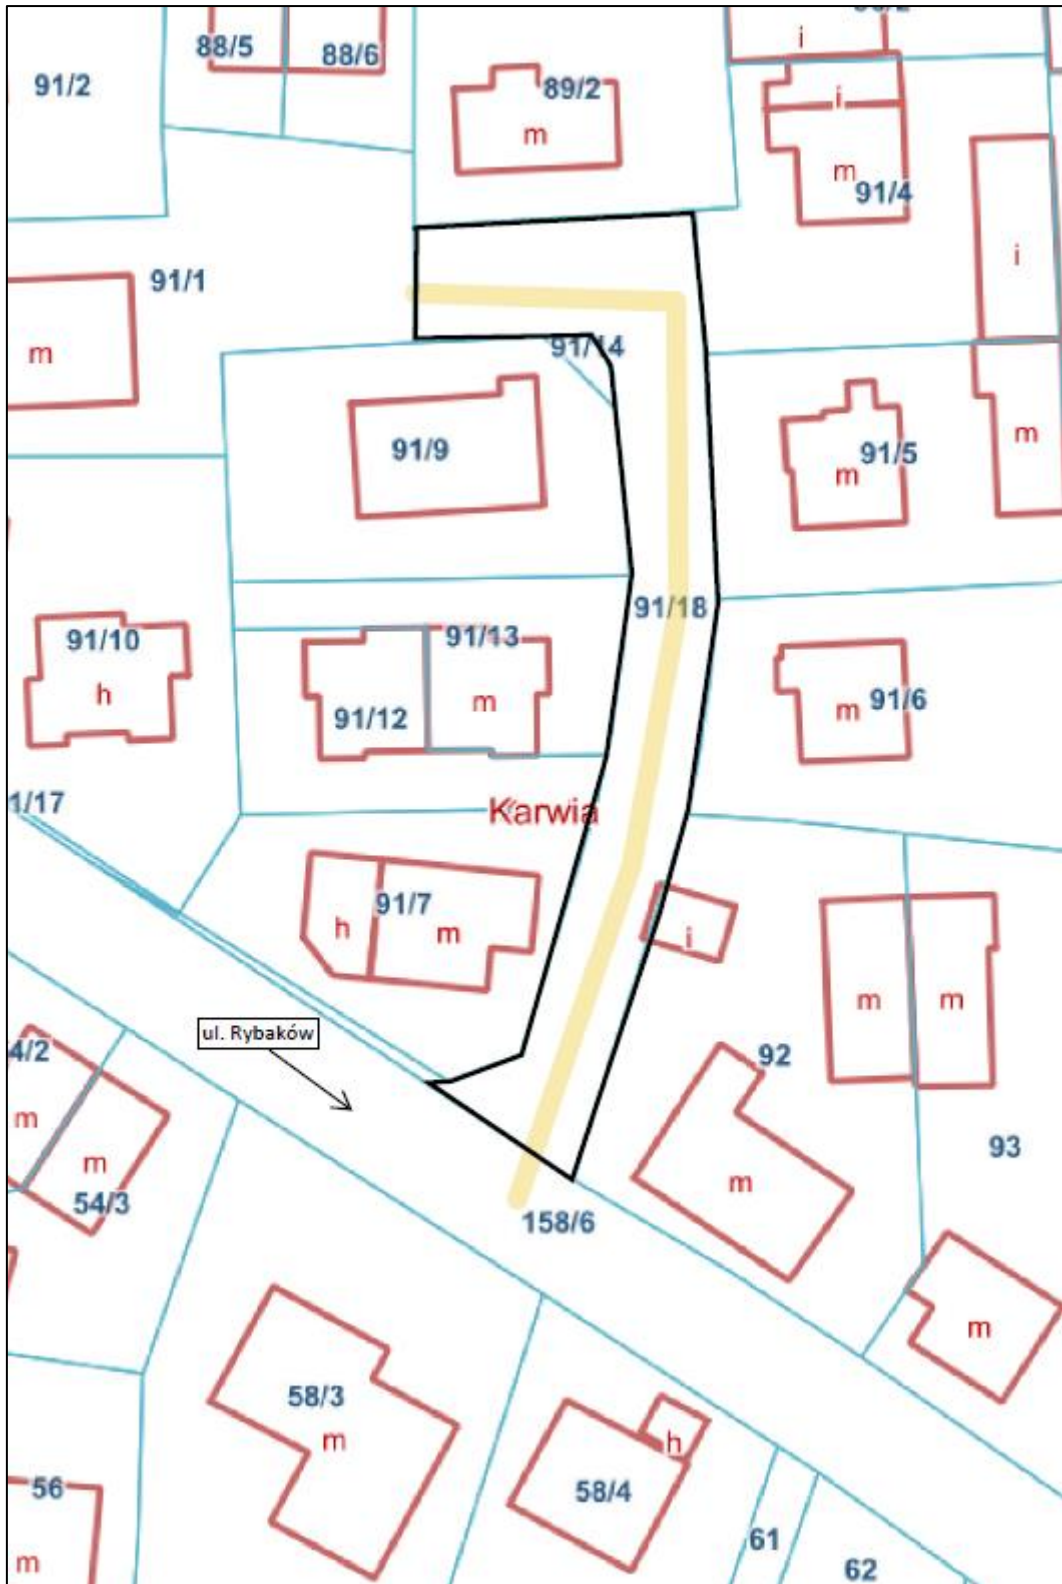 88/5
88/6
i
91/2
89/2
m
i
m
91/4
i
91/1
m
91/14
91/9
91/5
m
m
91/18
91/10
h
91/13
91/12
m
m
91/6
1/17
Karwia
91/7
h
m
i
m
m
ul. Rybaków
4/2
m
m
54/3
92
93
m
158/6
m
58/3
m
h
58/4
56
m
61
62